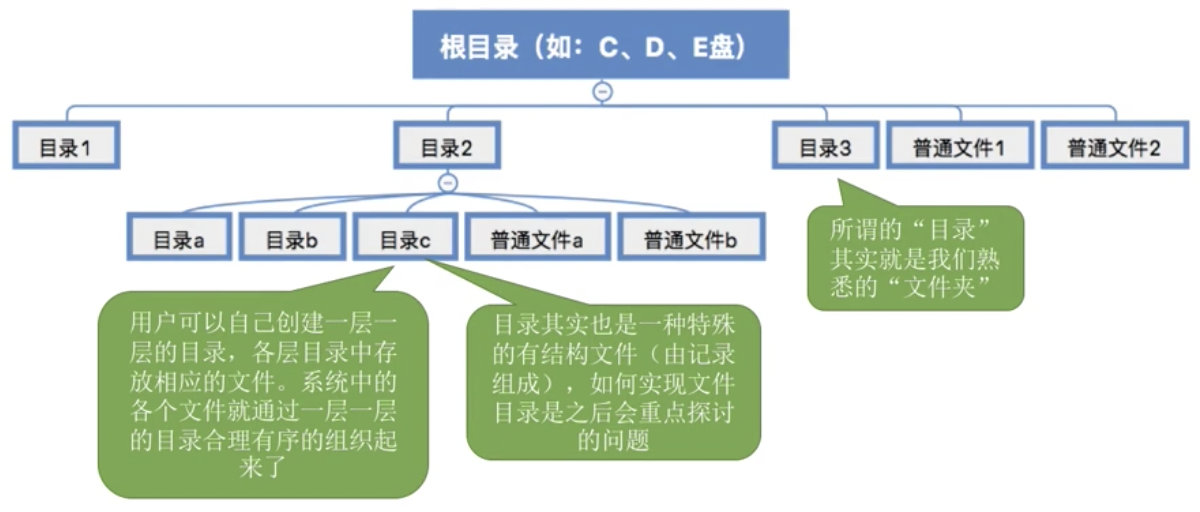 根目录（如：C、D、E盘）
目录1
目录2
目录3
普通文件1
普通文件2
目录a
目录b
目录c
普通文件a
普通文件b
所谓的“目录”
其实就是我们熟
悉的“文件夹”
用户可以自己创建一层一
层的目录，各层目录中存
放相应的文件。系统中的
各个文件就通过一层一层
的目录合理有序的组织起
来了
目录其实也是一种特殊
的有结构文件（由记录
组成），如何实现文件
目录是之后会重点探讨
的问题